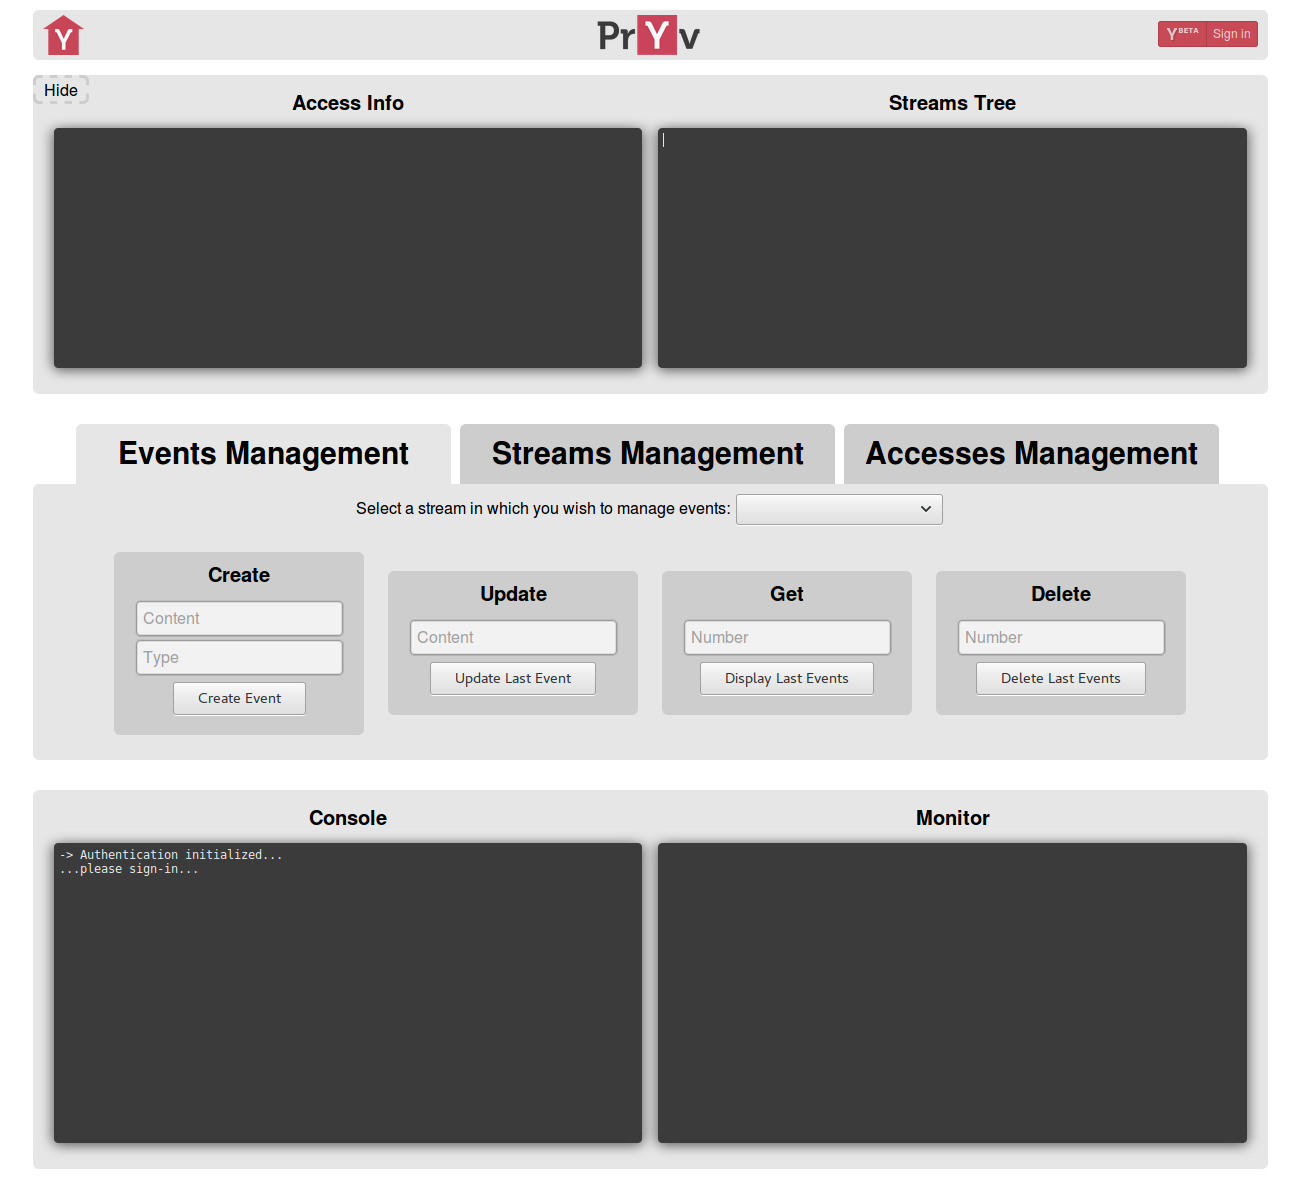 Y
PrYv
Y BETA Sign in
Hide
Access Info
Streams Tree
Events Management
Streams Management
Accesses Management
Select a stream in which you wish to manage events:
Create
Content
Type
Create Event
Update
Content
Update Last Event
Get
Number
Display Last Events
Delete
Number
Delete Last Events
Console
-> Authentication initialized...
...please sign-in...
Monitor